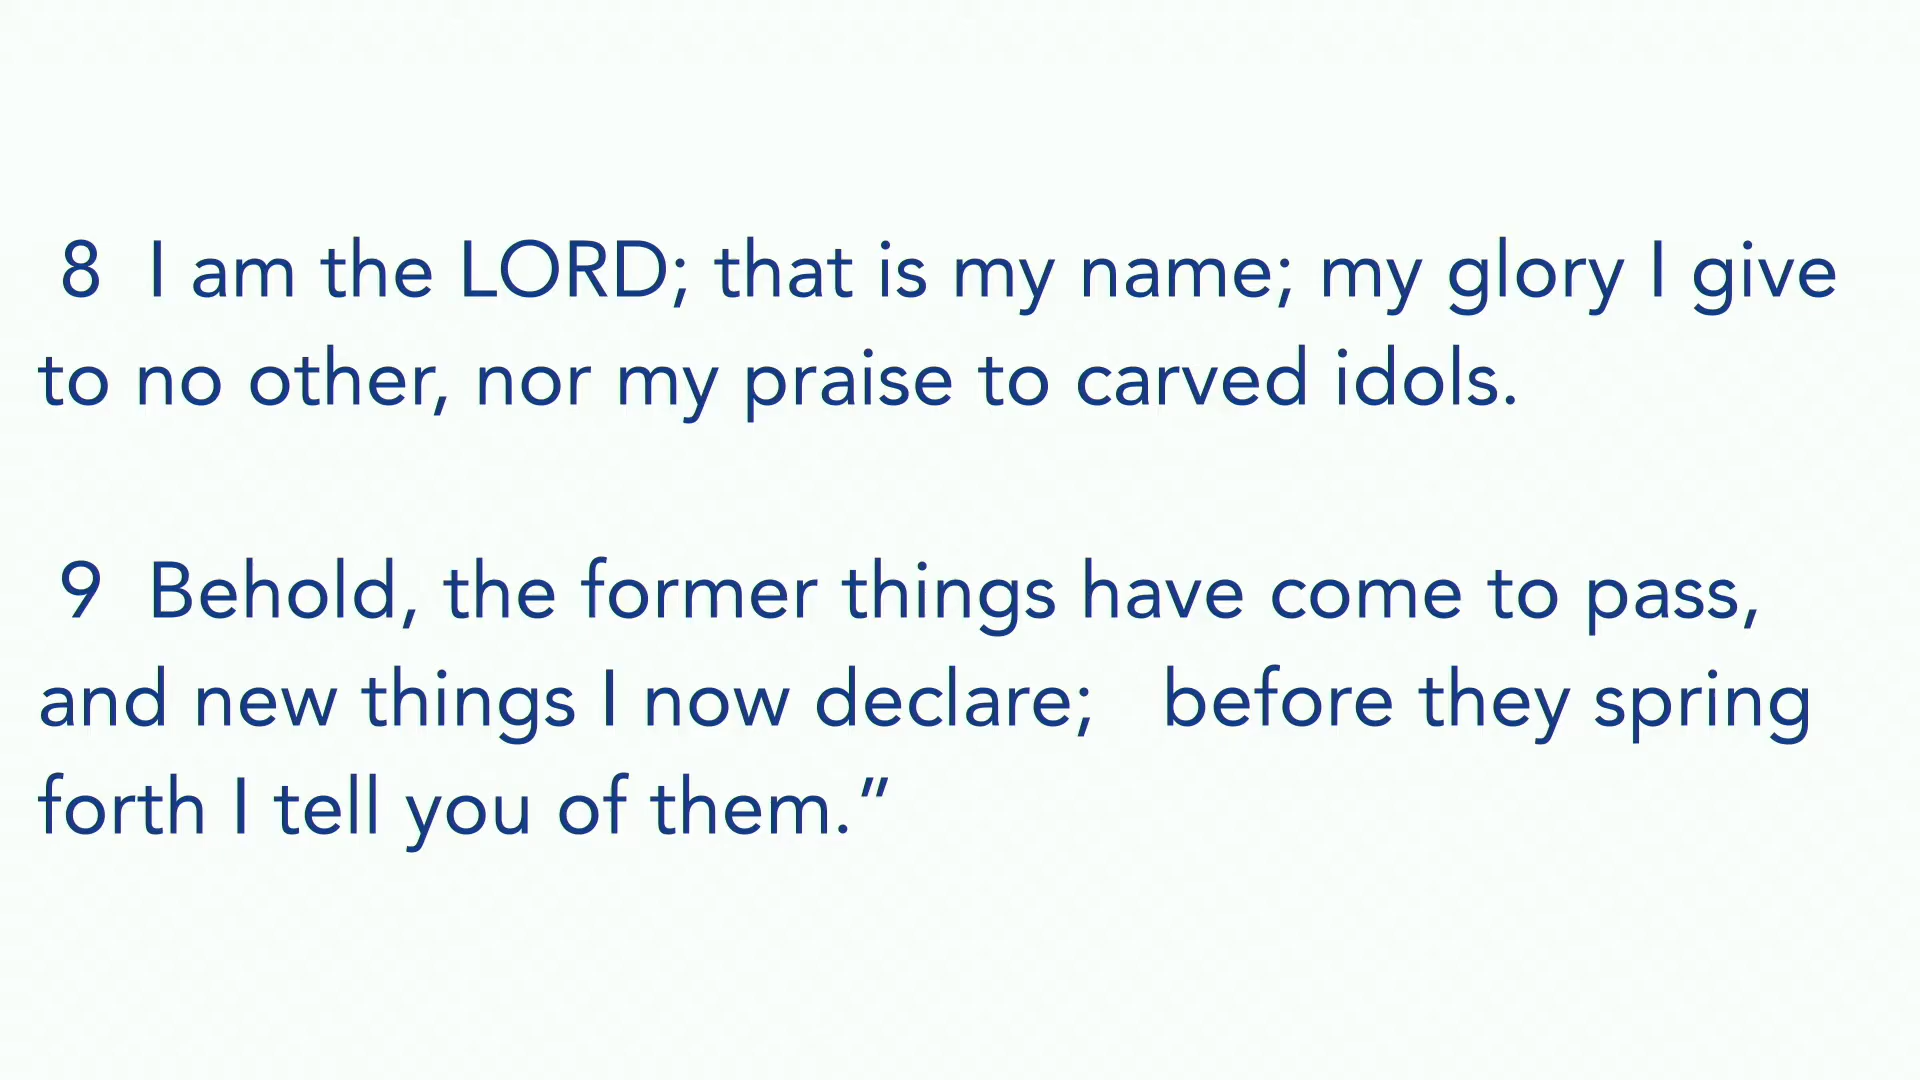 8 I am the LORD; that is my name; my glory I give
to no other, nor my praise to carved idols.
9 Behold, the former things have come to pass,
and new things I now declare; before they spring
forth I tell you of them.”